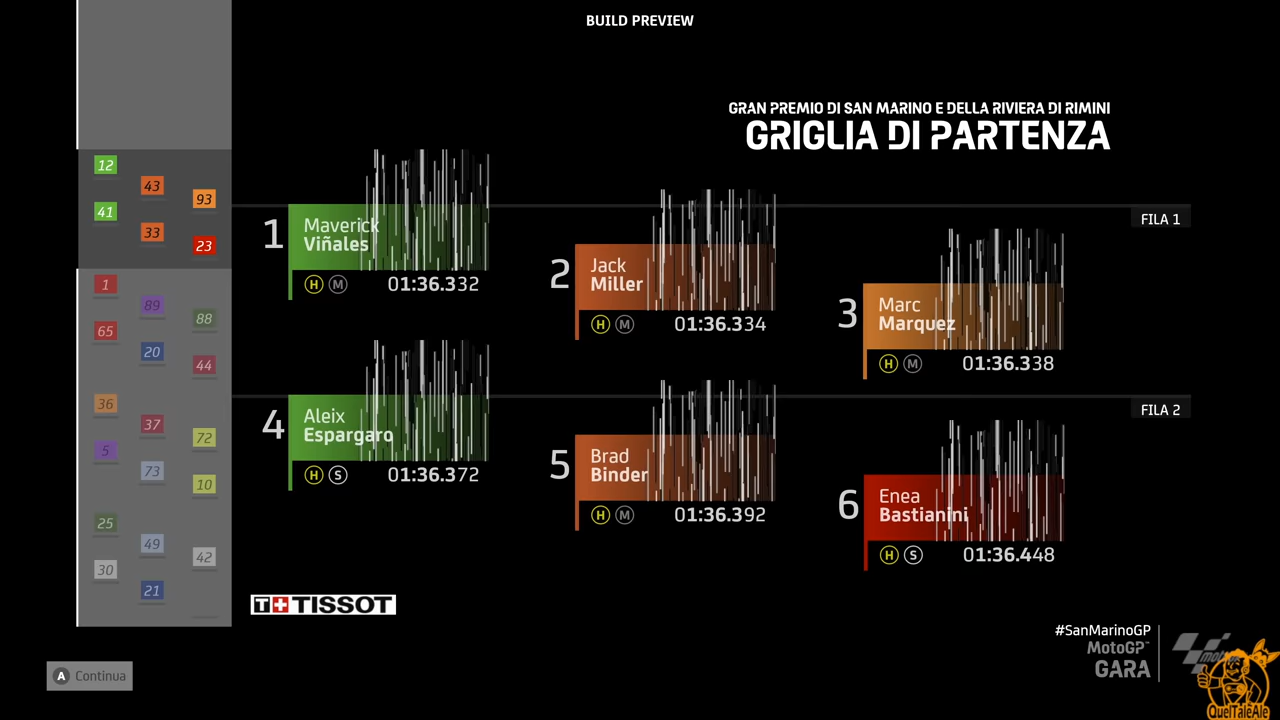 BUILD PREVIEW
GRAN PREMIO DI SAN MARINO E DELLA RIVIERA DI RIMINI
GRIGLIA DI PARTENZA
12
43
93
41
33
23
1
89
88
65
20
44
36
37
72
5
73
10
25
49
42
30
21
FILA 1
1
Maverick
Viñales
H M 01:36.332
2
Jack
Miller
H M 01:36.334
3
Marc
Marquez
H M 01:36.338
FILA 2
4
Aleix
Espargaro
H S 01:36.372
5
Brad
Binder
H M 01:36.392
6
Enea
Bastianini
H S 01:36.448
T+TISSOT
#SanMarinoGP
MotoGP™
GARA
A Continua
QuelTaleAle